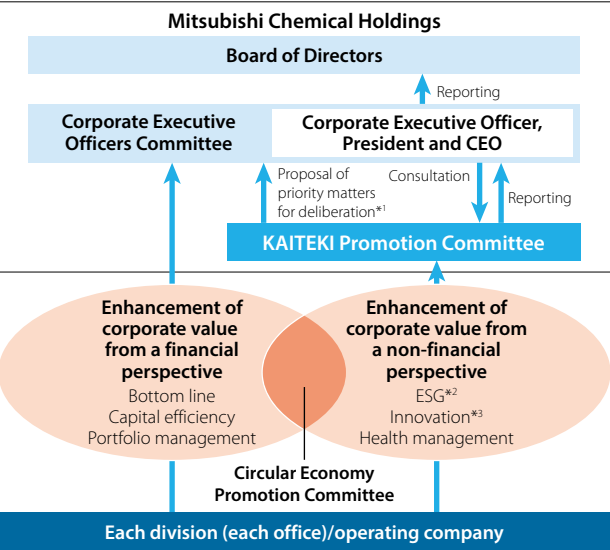 Mitsubishi Chemical Holdings
Board of Directors
Reporting
Corporate Executive
Officers Committee
Corporate Executive Officer,
President and CEO
Proposal of
priority matters
for deliberation*1
Consultation
Reporting
KAITEKI Promotion Committee
Enhancement of
corporate value
from a financial
perspective
Bottom line
Capital efficiency
Portfolio management
Enhancement of
corporate value from
a non-financial
perspective
ESG*2
Innovation*3
Health management
Circular Economy
Promotion Committee
Each division (each office)/operating company